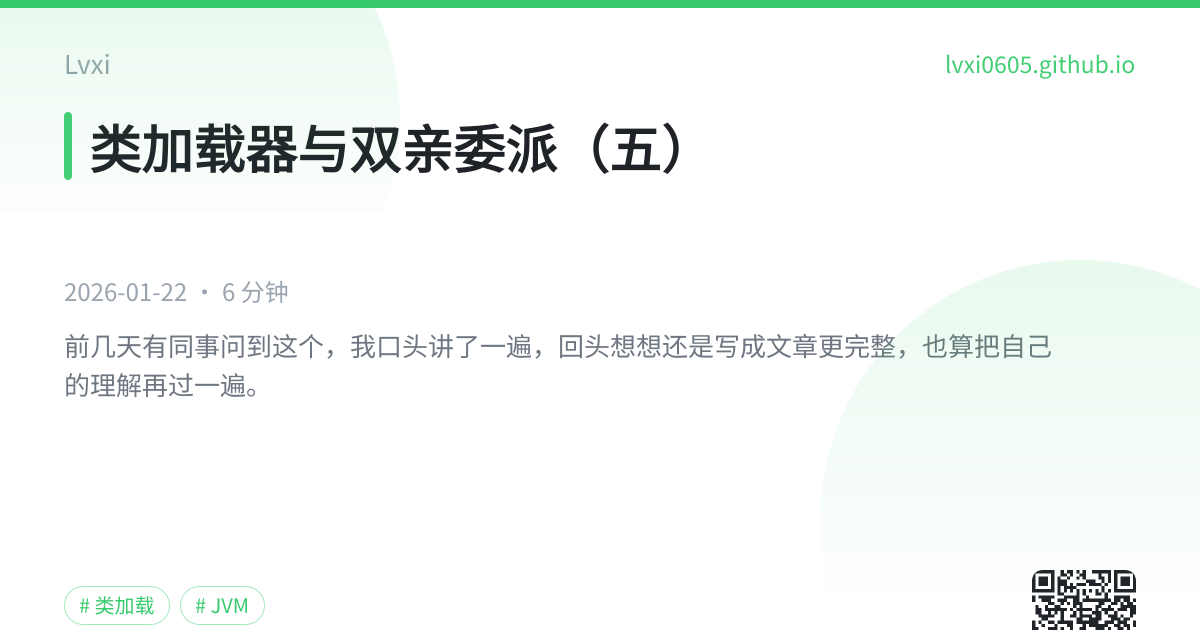 Lvxi
lvxi0605.github.io
类加载器与双亲委派（五）
2026-01-22 · 6 分钟
前几天有同事问到这个，我口头讲了一遍，回头想想还是写成文章更完整，也算把自己
的理解再过一遍。
# 类加载
# JVM